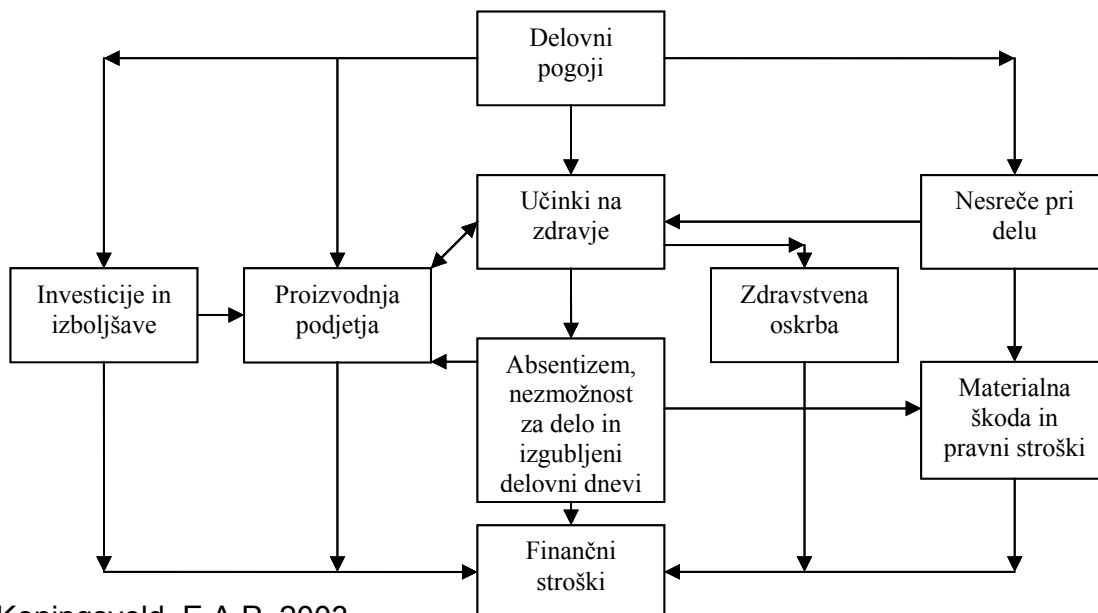 Delovni
pogoji
Učinki na
zdravje
Nesreče pri
delu
Investicije in
izboljšave
Proizvodnja
podjetja
Zdravstvena
oskrba
Absentizem,
nezmožnost
za delo in
izgubljeni
delovni dnevi
Materialna
škoda in
pravni stroški
Finančni
stroški
E.A.P. 2003